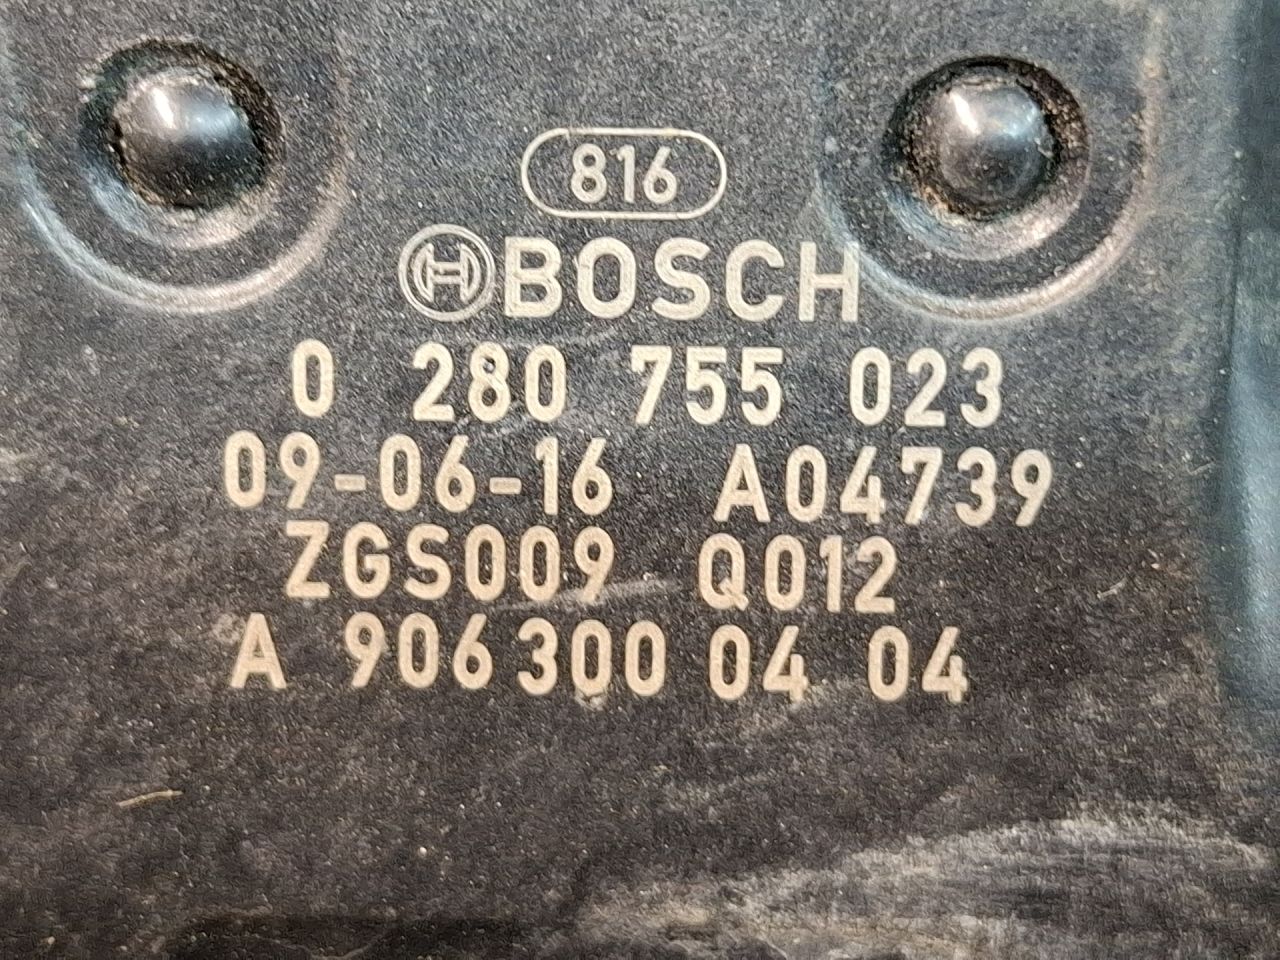 816
BOSCH
0 280 755 023
09-06-16 A04739
ZGS009 Q012
A 906 300 04 04